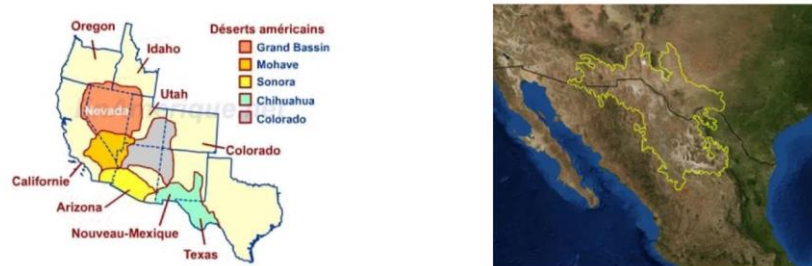 Oregon
Idaho
Utah
Nevada
Californie
Arizona
Nouveau-Mexique
Texas
Colorado
Déserts américains
Grand Bassin
Mohave
Sonora
Chihuahua
Colorado